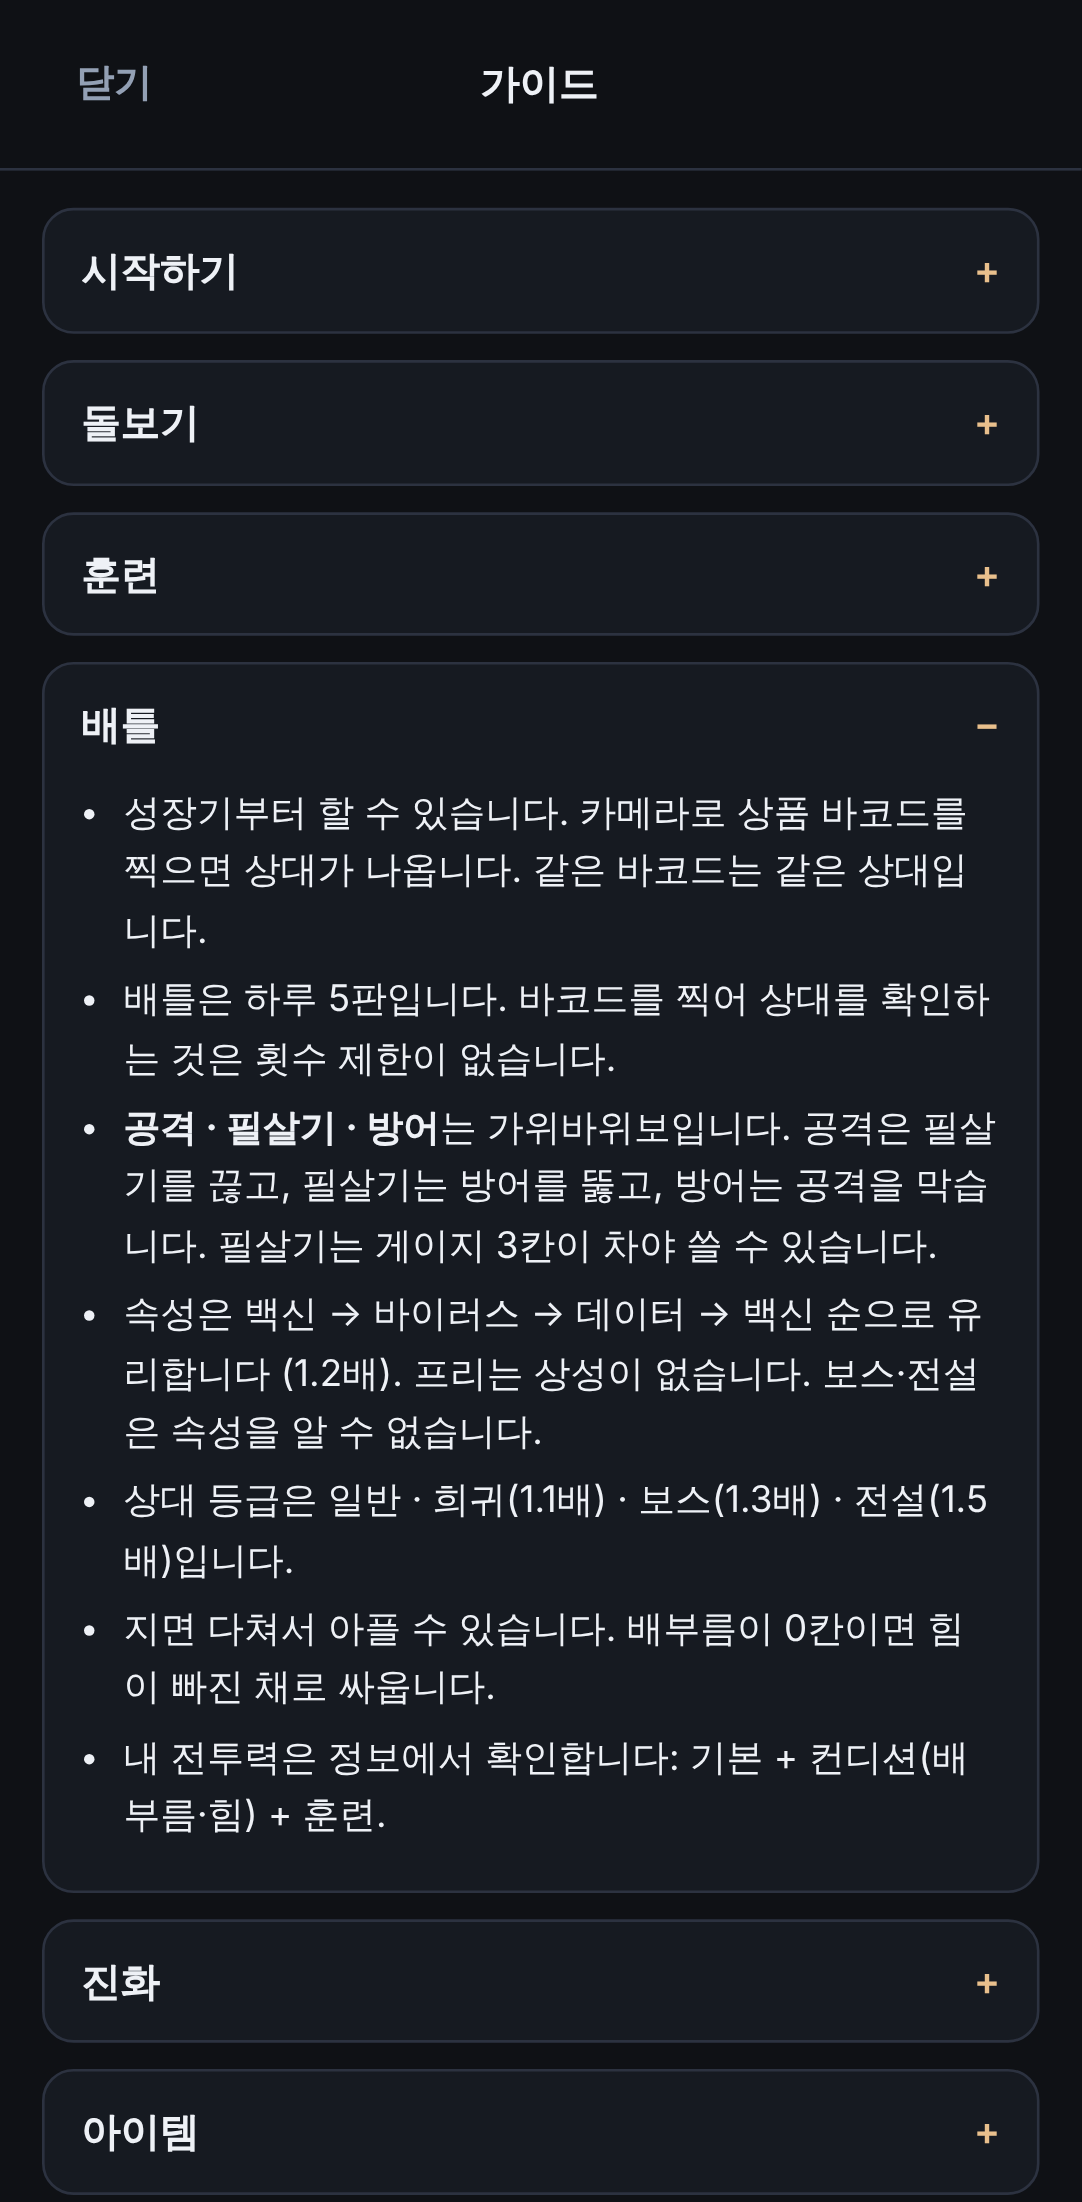 닫기
가이드
시작하기 +
돌보기 +
훈련 +
배틀 −
• 성장기부터 할 수 있습니다. 카메라로 상품 바코드를
찍으면 상대가 나옵니다. 같은 바코드는 같은 상대입
니다.
• 배틀은 하루 5판입니다. 바코드를 찍어 상대를 확인하
는 것은 횟수 제한이 없습니다.
• 공격 · 필살기 · 방어는 가위바위보입니다. 공격은 필살
기를 끊고, 필살기는 방어를 뚫고, 방어는 공격을 막습
니다. 필살기는 게이지 3칸이 차야 쓸 수 있습니다.
• 속성은 백신 → 바이러스 → 데이터 → 백신 순으로 유
리합니다 (1.2배). 프리는 상성이 없습니다. 보스·전설
은 속성을 알 수 없습니다.
• 상대 등급은 일반 · 희귀(1.1배) · 보스(1.3배) · 전설(1.5
배)입니다.
• 지면 다쳐서 아플 수 있습니다. 배부름이 0칸이면 힘
이 빠진 채로 싸웁니다.
• 내 전투력은 정보에서 확인합니다: 기본 + 컨디션(배
부름·힘) + 훈련.
진화 +
아이템 +